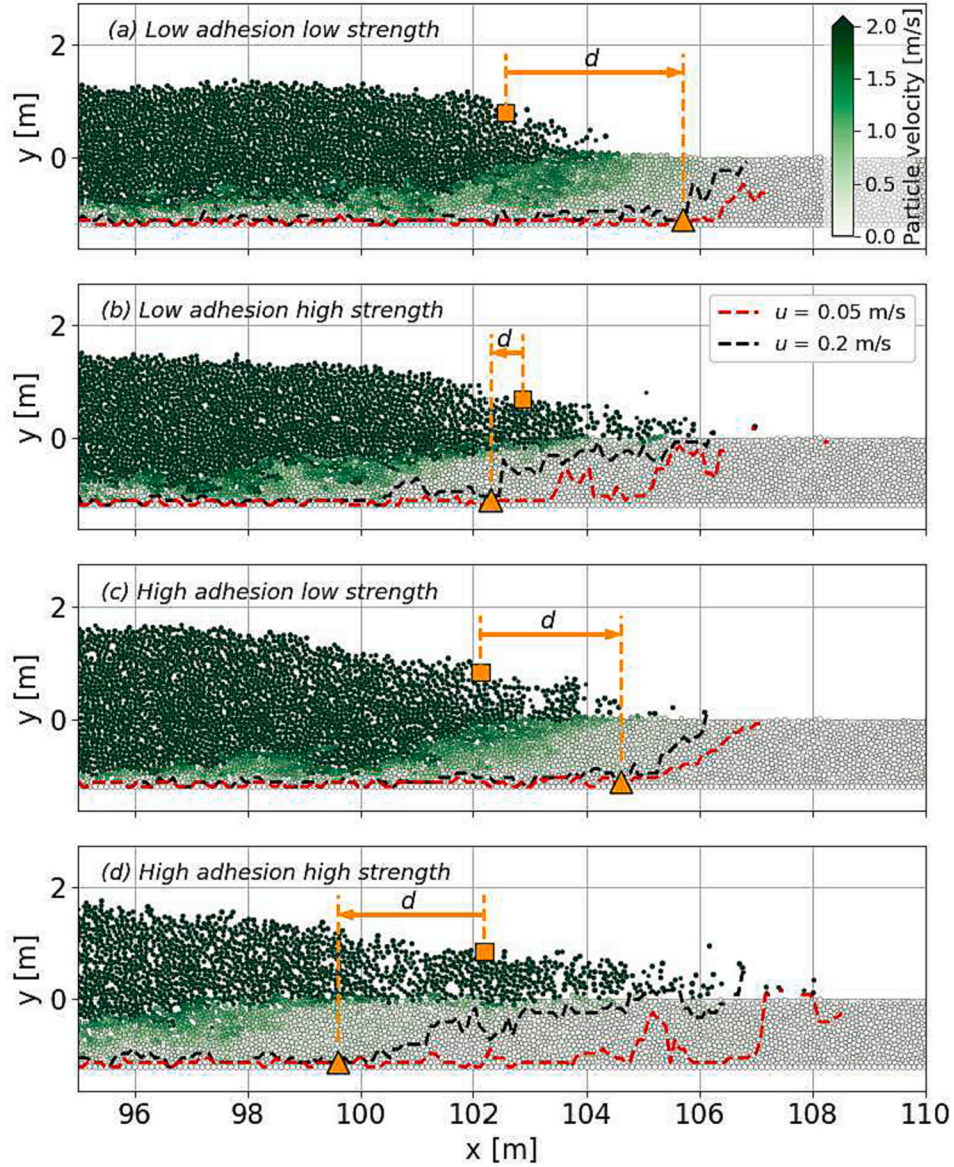 (a) Low adhesion low strength
d
y [m]
2
0
Particle velocity [m/s]
2.0
1.5
1.0
0.5
0.0
(b) Low adhesion high strength
d
y [m]
2
0
u = 0.05 m/s
u = 0.2 m/s
(c) High adhesion low strength
d
y [m]
2
0
(d) High adhesion high strength
d
y [m]
2
0
96 98 100 102 104 106 108 110
x [m]